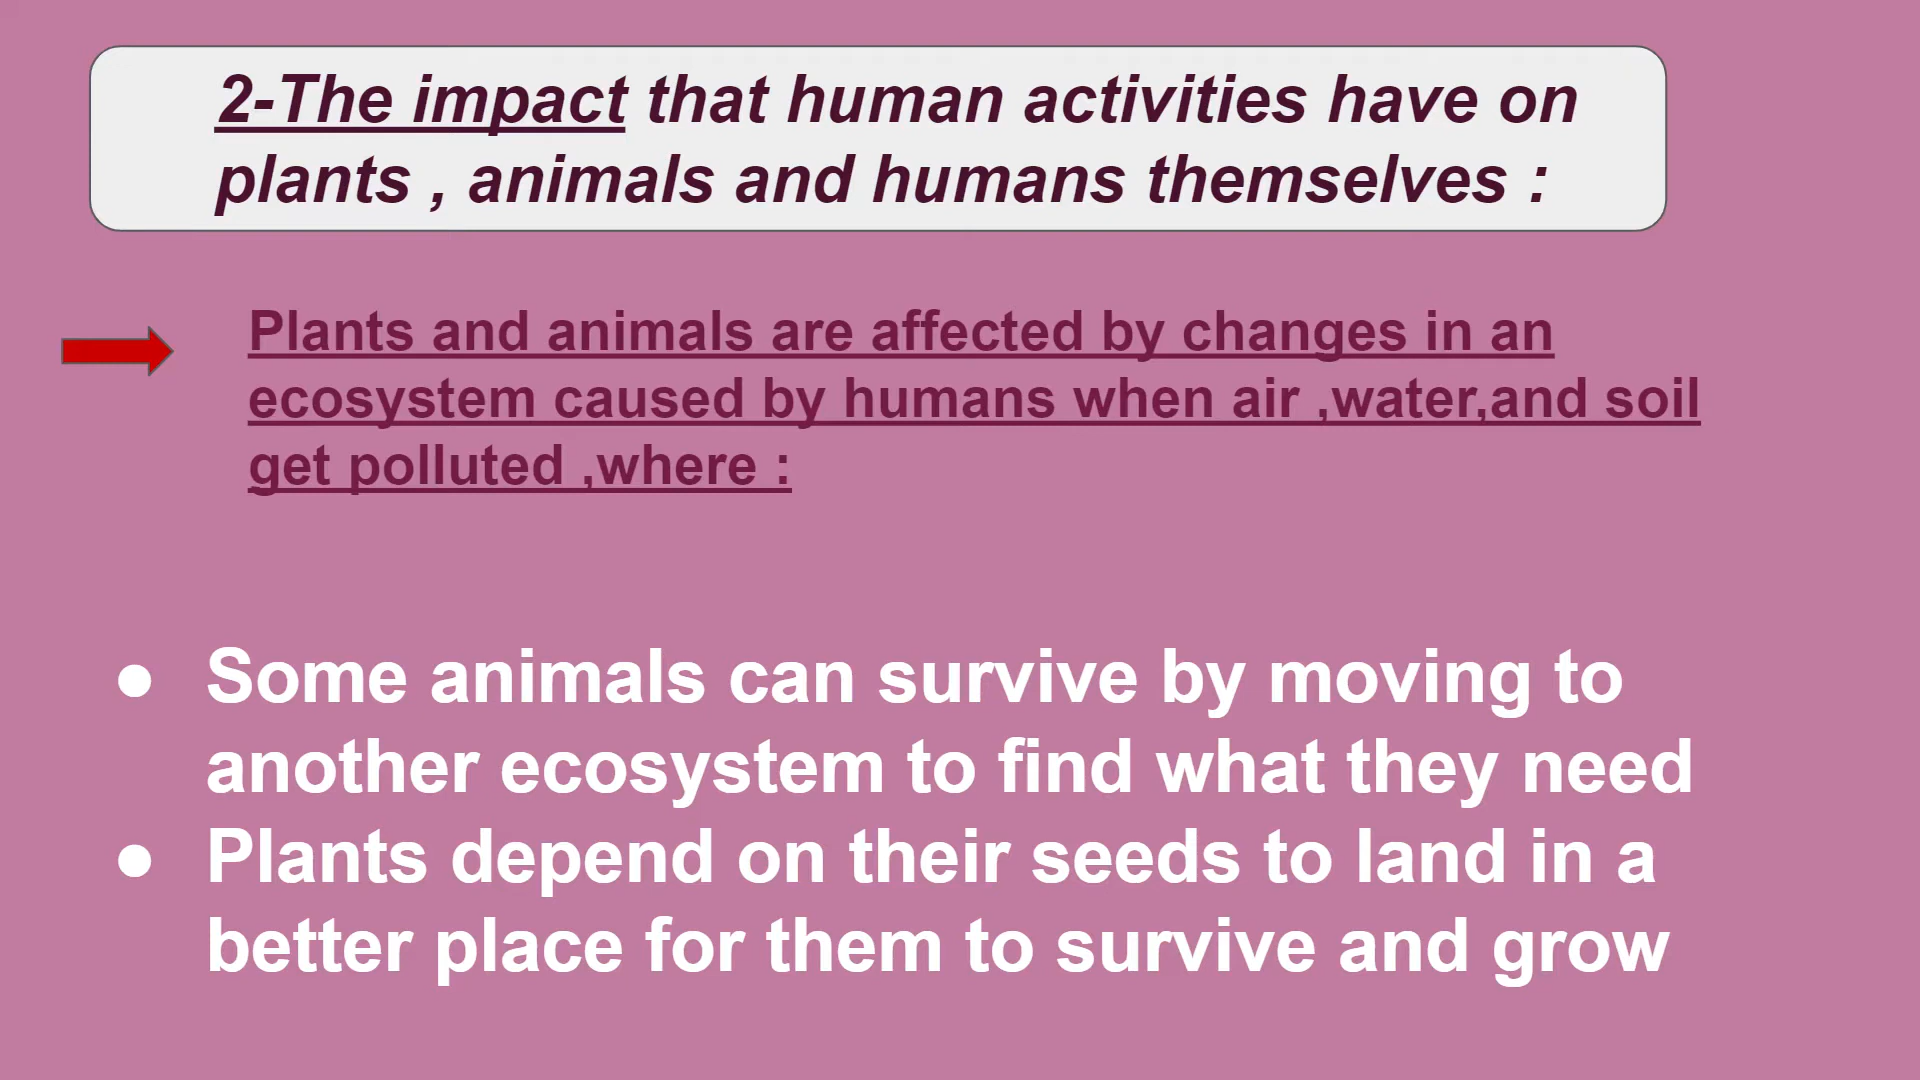 2-The impact that human activities have on
plants , animals and humans themselves :
Plants and animals are affected by changes in an
ecosystem caused by humans when air ,water,and soil
get polluted ,where :
● Some animals can survive by moving to
another ecosystem to find what they need
● Plants depend on their seeds to land in a
better place for them to survive and grow